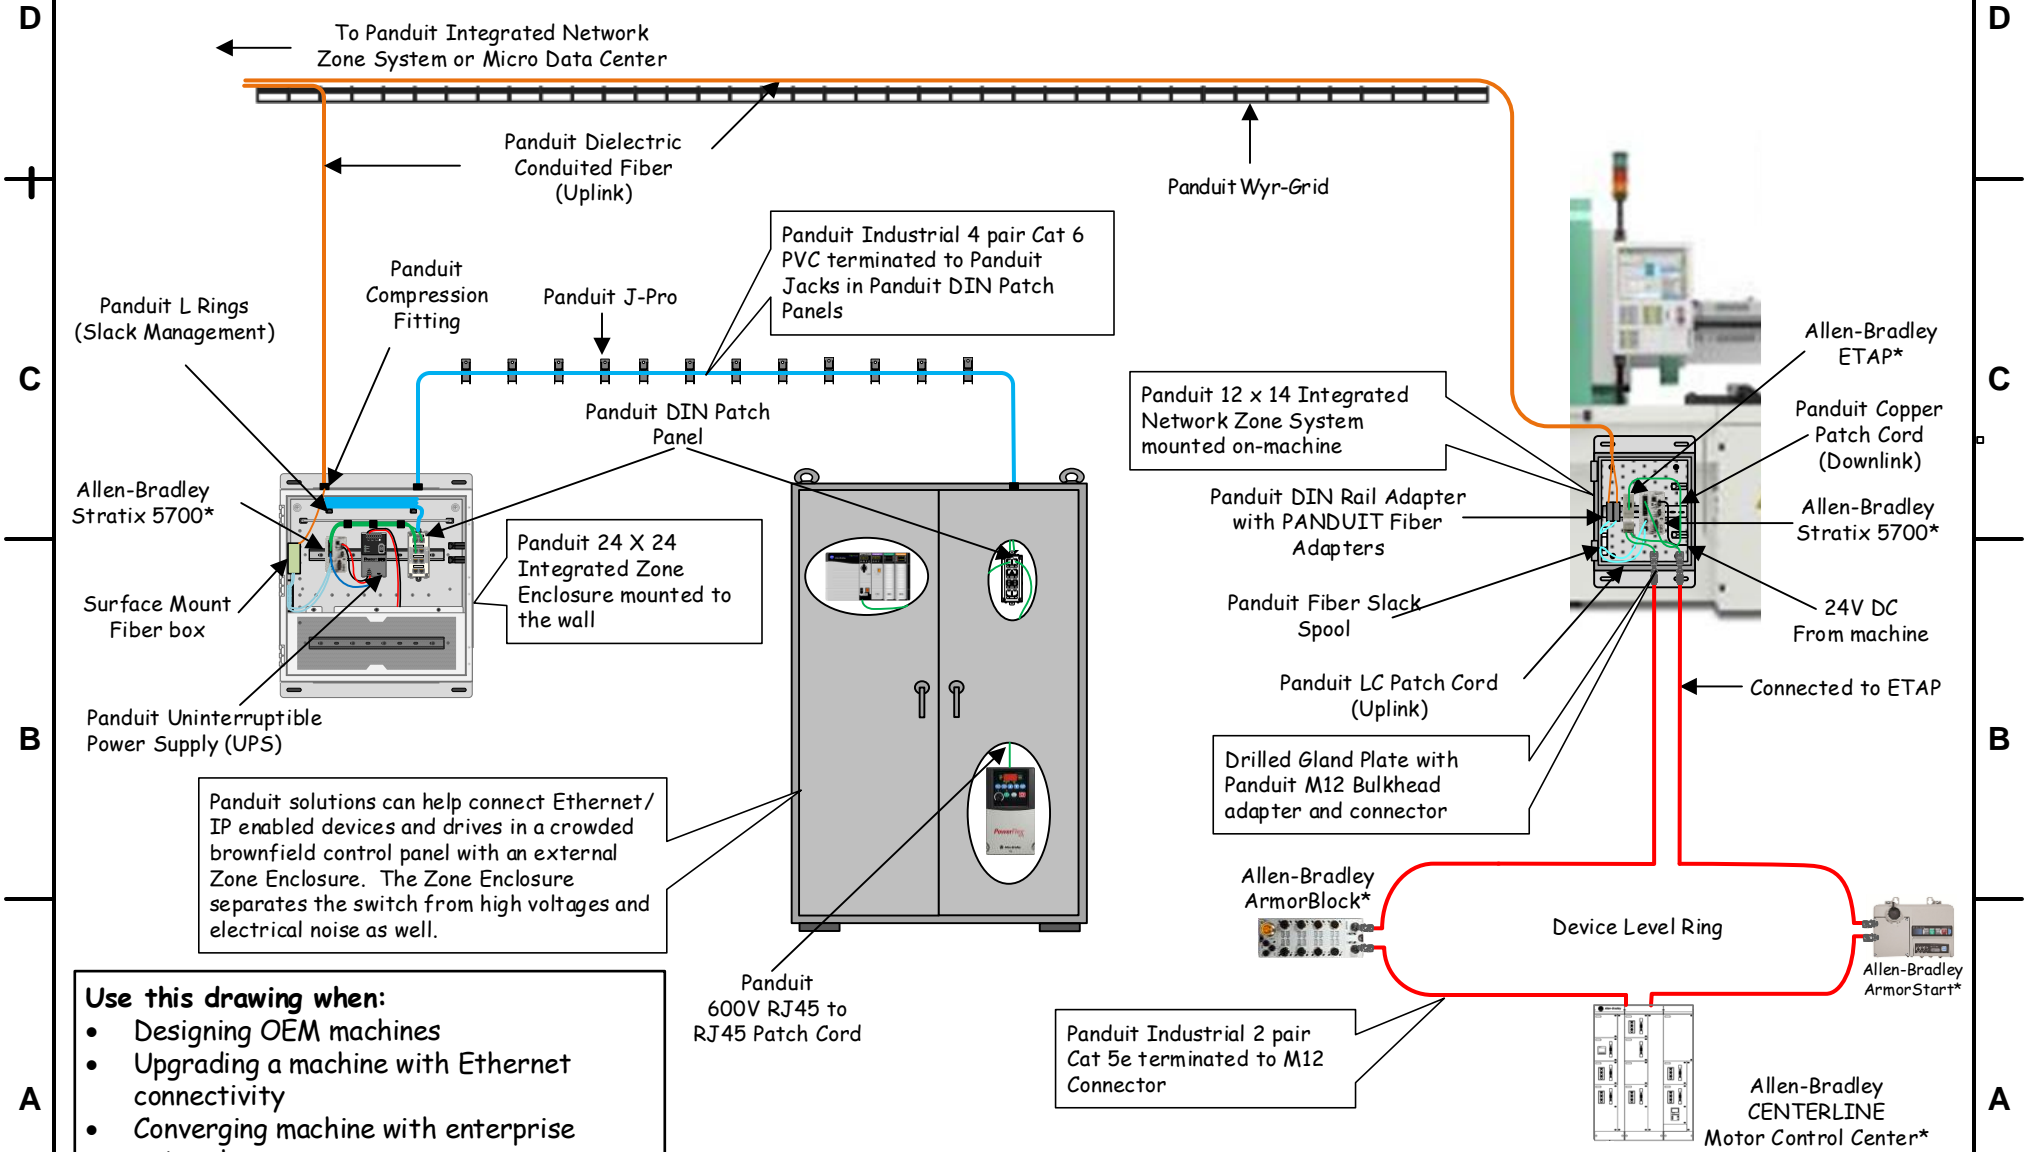 D
D
To Panduit Integrated Network
Zone System or Micro Data Center
Panduit Dielectric
Conduited Fiber
(Uplink)
Panduit Wyr-Grid
Panduit Industrial 4 pair Cat 6
PVC terminated to Panduit
Jacks in Panduit DIN Patch
Panels
Panduit
Compression
Fitting
Panduit J-Pro
Panduit L Rings
(Slack Management)
C
C
Panduit DIN Patch
Panel
Allen-Bradley
ETAP*
Panduit 12 x 14 Integrated
Network Zone System
mounted on-machine
Panduit Copper
Patch Cord
(Downlink)
Allen-Bradley
Stratix 5700*
Panduit DIN Rail Adapter
with PANDUIT Fiber
Adapters
Allen-Bradley
Stratix 5700*
Panduit 24 X 24
Integrated Zone
Enclosure mounted to
the wall
Surface Mount
Fiber box
Panduit Fiber Slack
Spool
24V DC
From machine
Panduit LC Patch Cord
(Uplink)
Connected to ETAP
Panduit Uninterruptible
Power Supply (UPS)
B
B
Drilled Gland Plate with
Panduit M12 Bulkhead
adapter and connector
Panduit solutions can help connect Ethernet/
IP enabled devices and drives in a crowded
brownfield control panel with an external
Zone Enclosure. The Zone Enclosure
separates the switch from high voltages and
electrical noise as well.
PowerFlex
Allen-Bradley
ArmorBlock*
Device Level Ring
Allen-Bradley
ArmorStart*
Panduit
600V RJ45 to
RJ45 Patch Cord
Panduit Industrial 2 pair
Cat 5e terminated to M12
Connector
Allen-Bradley
CENTERLINE
Motor Control Center*
A
A
Use this drawing when:
• Designing OEM machines
• Upgrading a machine with Ethernet
connectivity
• Converging machine with enterprise